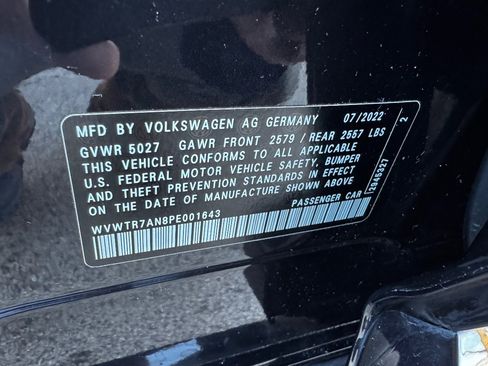 MFD BY VOLKSWAGEN AG GERMANY 07/2022
GVWR 5027 GAWR FRONT 2579 / REAR 2557 LBS
THIS VEHICLE CONFORMS TO ALL APPLICABLE
U.S. FEDERAL MOTOR VEHICLE SAFETY, BUMPER
AND THEFT PREVENTION STANDARDS IN EFFECT
ON THE DATE OF MANUFACTURE SHOWN ABOVE
WVWTR7AN8PE001643 PASSENGER CAR
2